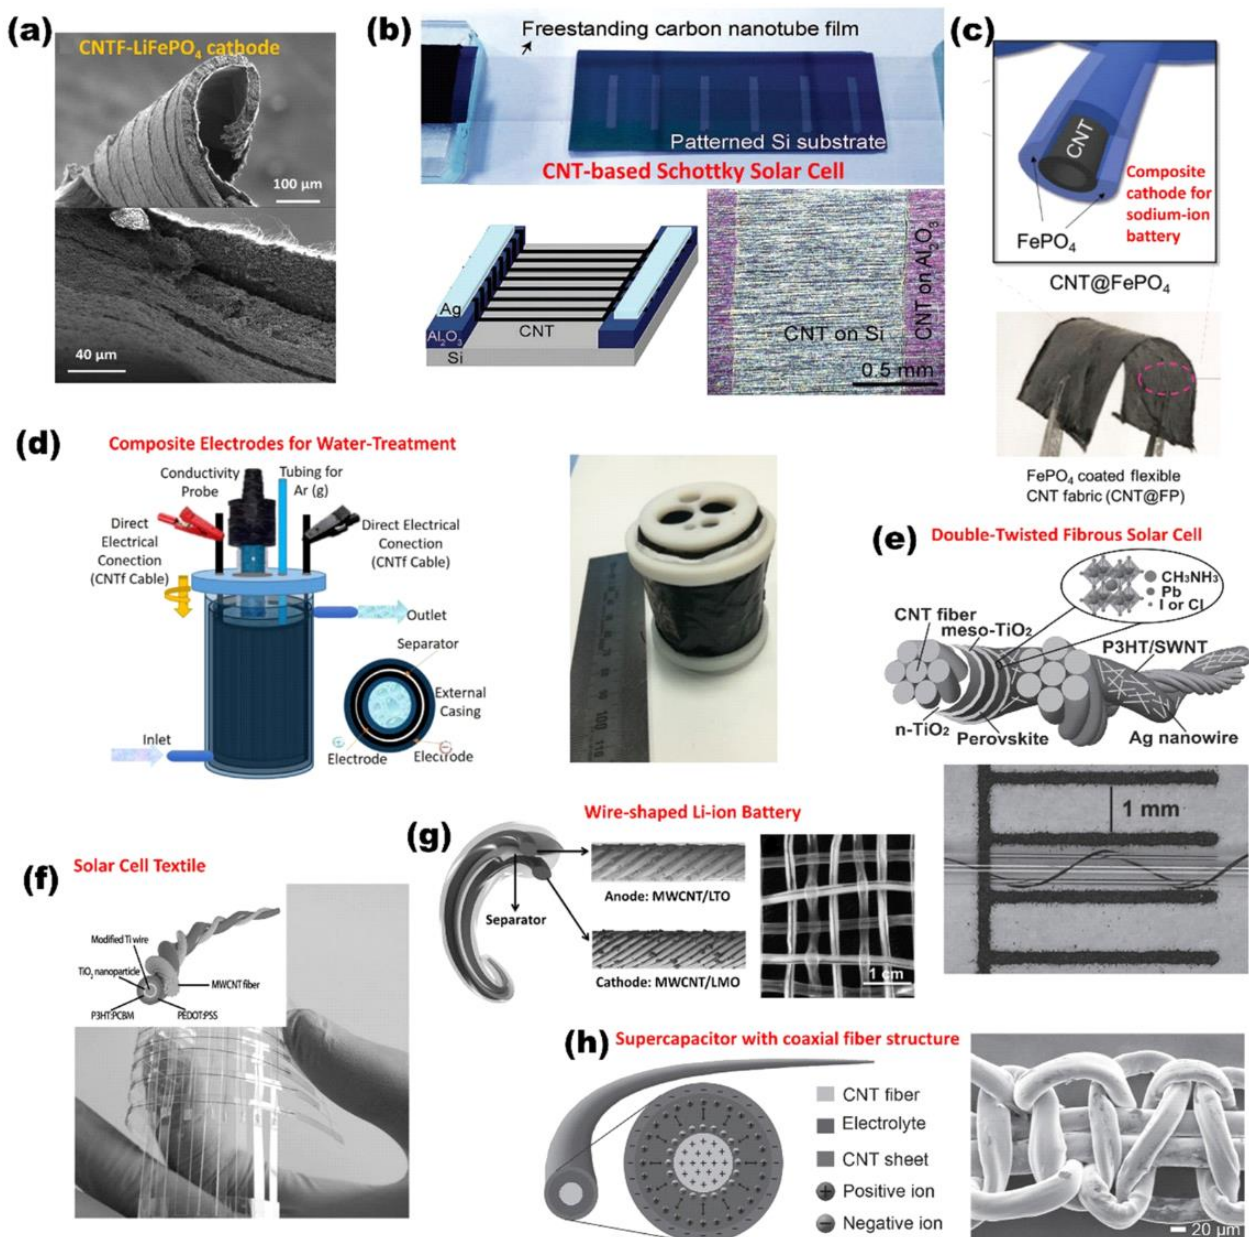 (a)
CNTF-LiFePO₄ cathode
100 μm
40 μm
(b)
Freestanding carbon nanotube film
Patterned Si substrate
CNT-based Schottky Solar Cell
Ag
Al₂O₃
Si
CNT
CNT on Si
CNT on Al₂O₃
0.5 mm
(c)
CNT
Composite
cathode for
sodium-ion
battery
FePO₄
CNT@FePO₄
FePO₄ coated flexible
CNT fabric (CNT@FP)
(d)
Composite Electrodes for Water-Treatment
Conductivity
Probe
Tubing for
Ar (g)
Direct
Electrical
Conection
(CNTf Cable)
Direct Electrical
Conection
(CNTf Cable)
Outlet
Separator
External
Casing
Inlet
Electrode
Electrode
(e)
Double-Twisted Fibrous Solar Cell
CH₃NH₃
Pb
I or Cl
CNT fiber
meso-TiO₂
P3HT/SWNT
n-TiO₂
Perovskite
Ag nanowire
1 mm
(f)
Solar Cell Textile
Modified Ti wire
TiO₂ nanoparticle
MWCNT fiber
P3HT:PCBM
PEDOT:PSS
(g)
Wire-shaped Li-ion Battery
Separator
Anode: MWCNT/LTO
Cathode: MWCNT/LMO
1 cm
(h)
Supercapacitor with coaxial fiber structure
CNT fiber
Electrolyte
CNT sheet
Positive ion
Negative ion
20 μm